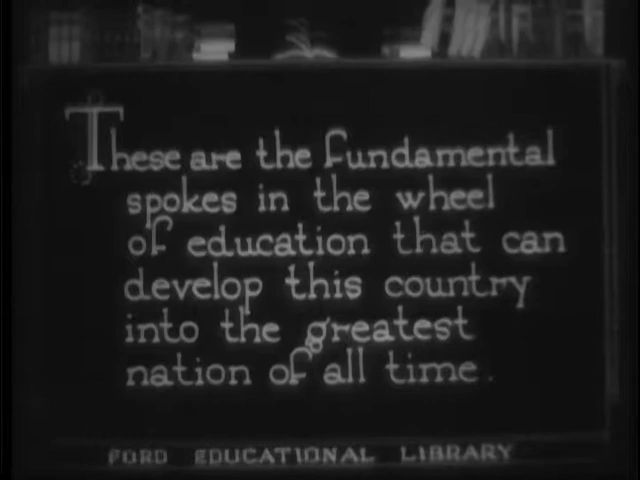 These are the fundamental
spokes in the wheel
of education that can
develop this country
into the greatest
nation of all time.
FORD EDUCATIONAL LIBRARY